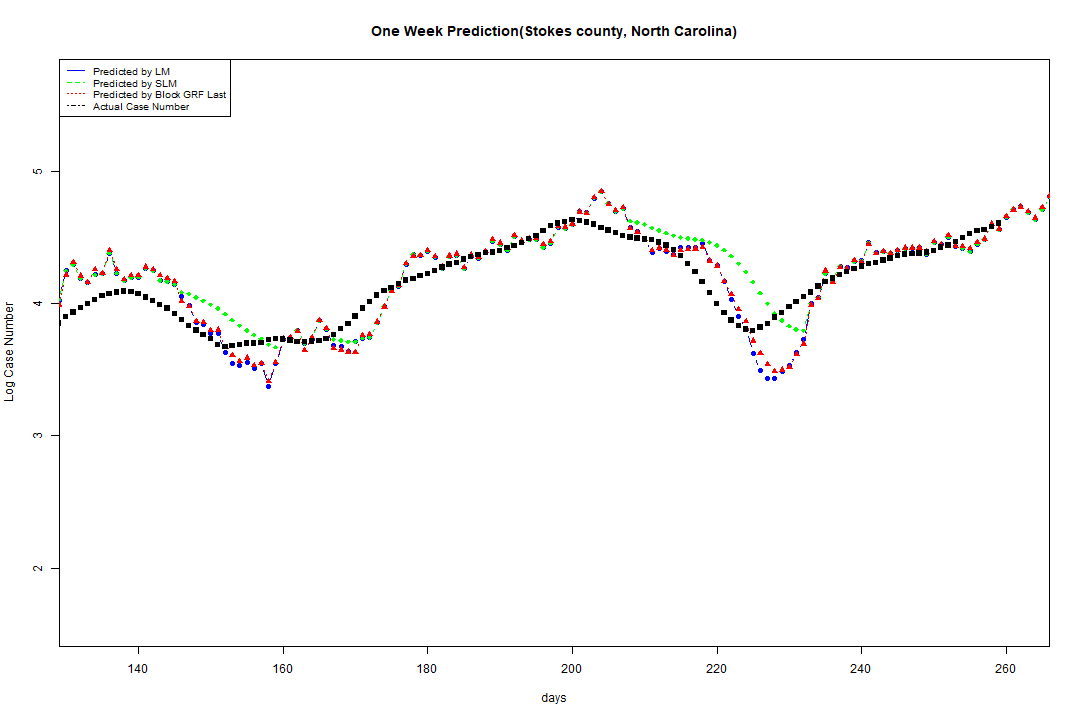 One Week Prediction(Stokes county, North Carolina)
Predicted by LM
Predicted by SLM
Predicted by Block GRF Last
Actual Case Number
5
4
3
2
Log Case Number
140 160 180 200 220 240 260
days